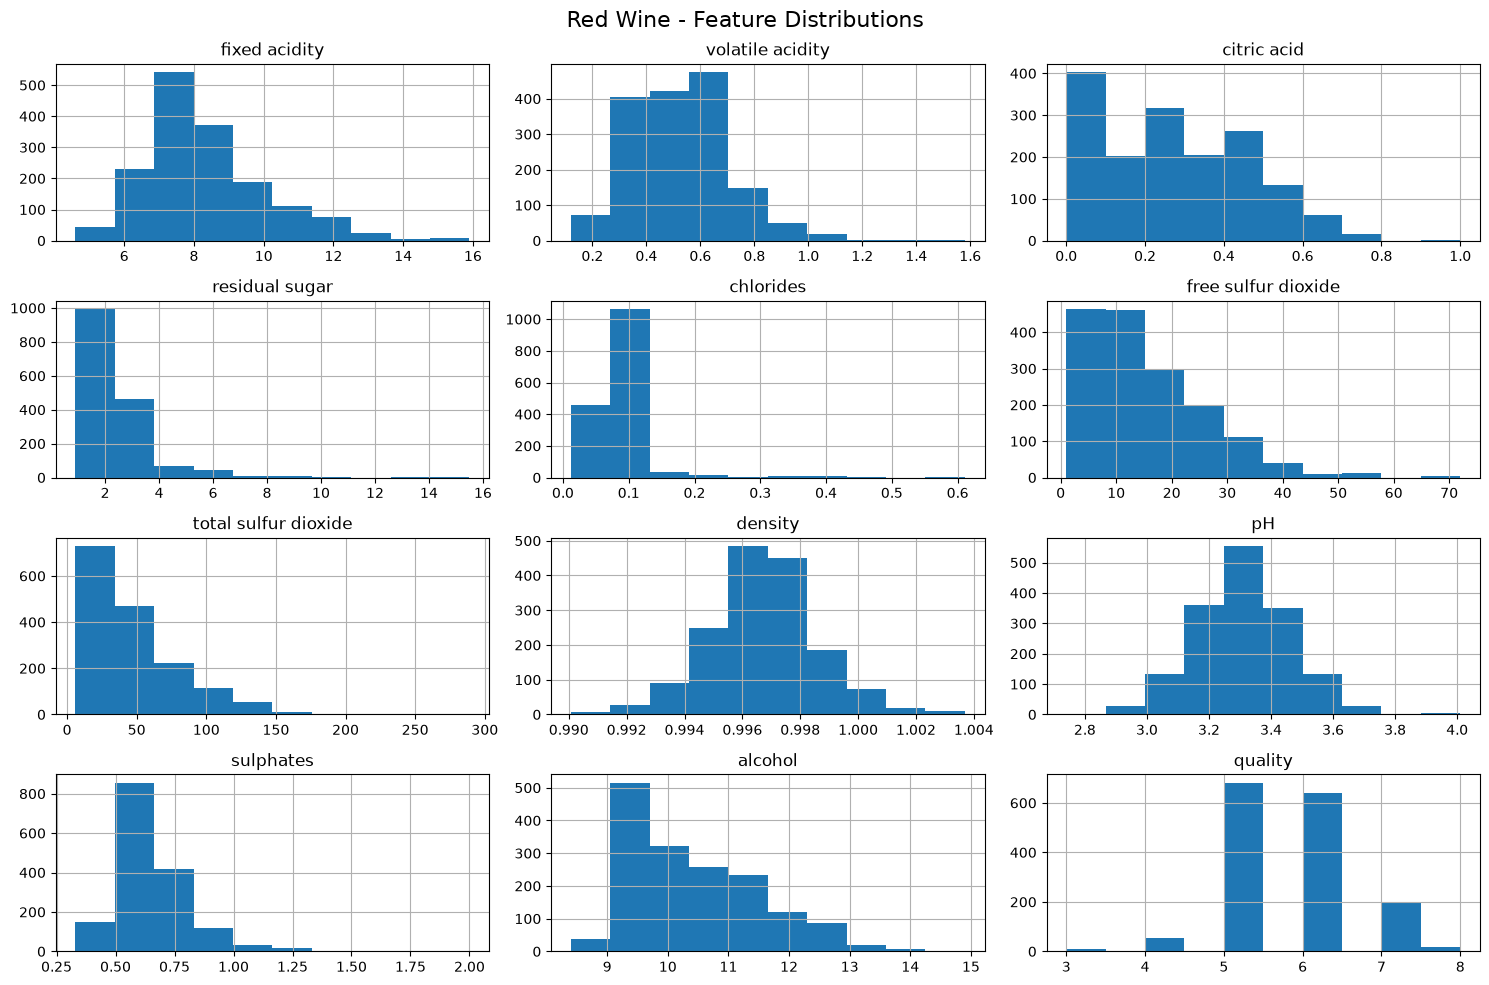 Red Wine - Feature Distributions
fixed acidity
500
400
300
200
100
0
6 8 10 12 14 16
volatile acidity
400
300
200
100
0
0.2 0.4 0.6 0.8 1.0 1.2 1.4 1.6
citric acid
400
300
200
100
0
0.0 0.2 0.4 0.6 0.8 1.0
residual sugar
1000
800
600
400
200
0
2 4 6 8 10 12 14 16
chlorides
1000
800
600
400
200
0
0.0 0.1 0.2 0.3 0.4 0.5 0.6
free sulfur dioxide
400
300
200
100
0
0 10 20 30 40 50 60 70
total sulfur dioxide
600
400
200
0
0 50 100 150 200 250 300
density
500
400
300
200
100
0
0.990 0.992 0.994 0.996 0.998 1.000 1.002 1.004
pH
500
400
300
200
100
0
2.8 3.0 3.2 3.4 3.6 3.8 4.0
sulphates
800
600
400
200
0
0.25 0.50 0.75 1.00 1.25 1.50 1.75 2.00
alcohol
500
400
300
200
100
0
9 10 11 12 13 14 15
quality
600
400
200
0
3 4 5 6 7 8